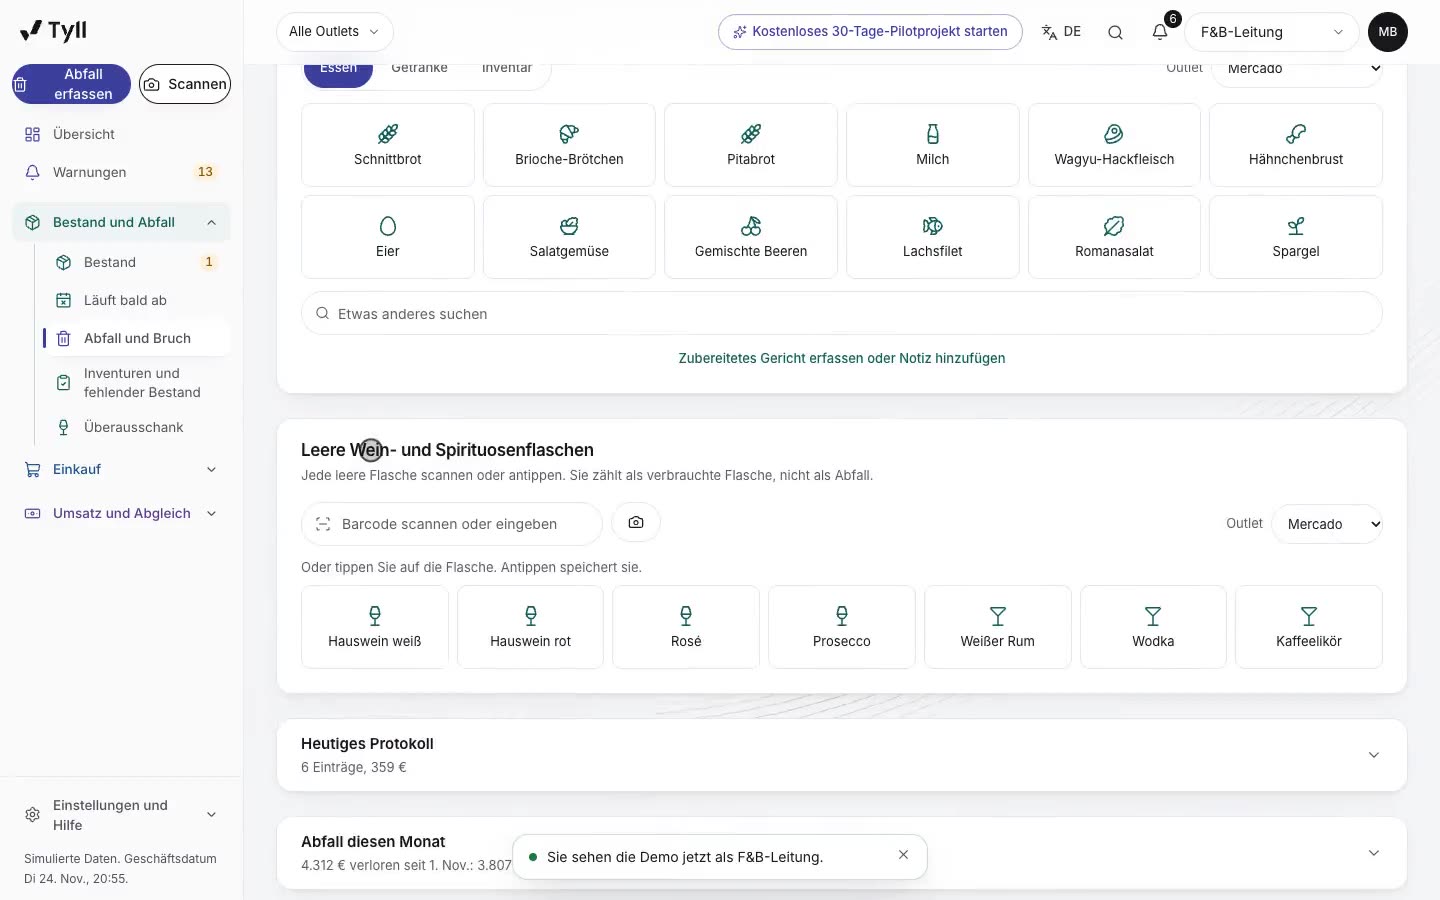 Tyll
Alle Outlets
Kostenloses 30-Tage-Pilotprojekt starten
DE
6
F&B-Leitung
MB
Abfall erfassen
Scannen
Übersicht
Warnungen 13
Bestand und Abfall
Bestand 1
Läuft bald ab
Abfall und Bruch
Inventuren und
fehlender Bestand
Überausschank
Einkauf
Umsatz und Abgleich
Einstellungen und
Hilfe
Simulierte Daten. Geschäftsdatum
Di 24. Nov., 20:55.
Essen Getränke Inventar
Outlet Mercado
Schnittbrot Brioche-Brötchen Pitabrot Milch Wagyu-Hackfleisch Hähnchenbrust
Eier Salatgemüse Gemischte Beeren Lachsfilet Romanasalat Spargel
Etwas anderes suchen
Zubereitetes Gericht erfassen oder Notiz hinzufügen
Leere Wein- und Spirituosenflaschen
Jede leere Flasche scannen oder antippen. Sie zählt als verbrauchte Flasche, nicht als Abfall.
Barcode scannen oder eingeben
Outlet Mercado
Oder tippen Sie auf die Flasche. Antippen speichert sie.
Hauswein weiß Hauswein rot Rosé Prosecco Weißer Rum Wodka Kaffeelikör
Heutiges Protokoll
6 Einträge, 359 €
Abfall diesen Monat
4.312 € verloren seit 1. Nov.: 3.807
Sie sehen die Demo jetzt als F&B-Leitung.